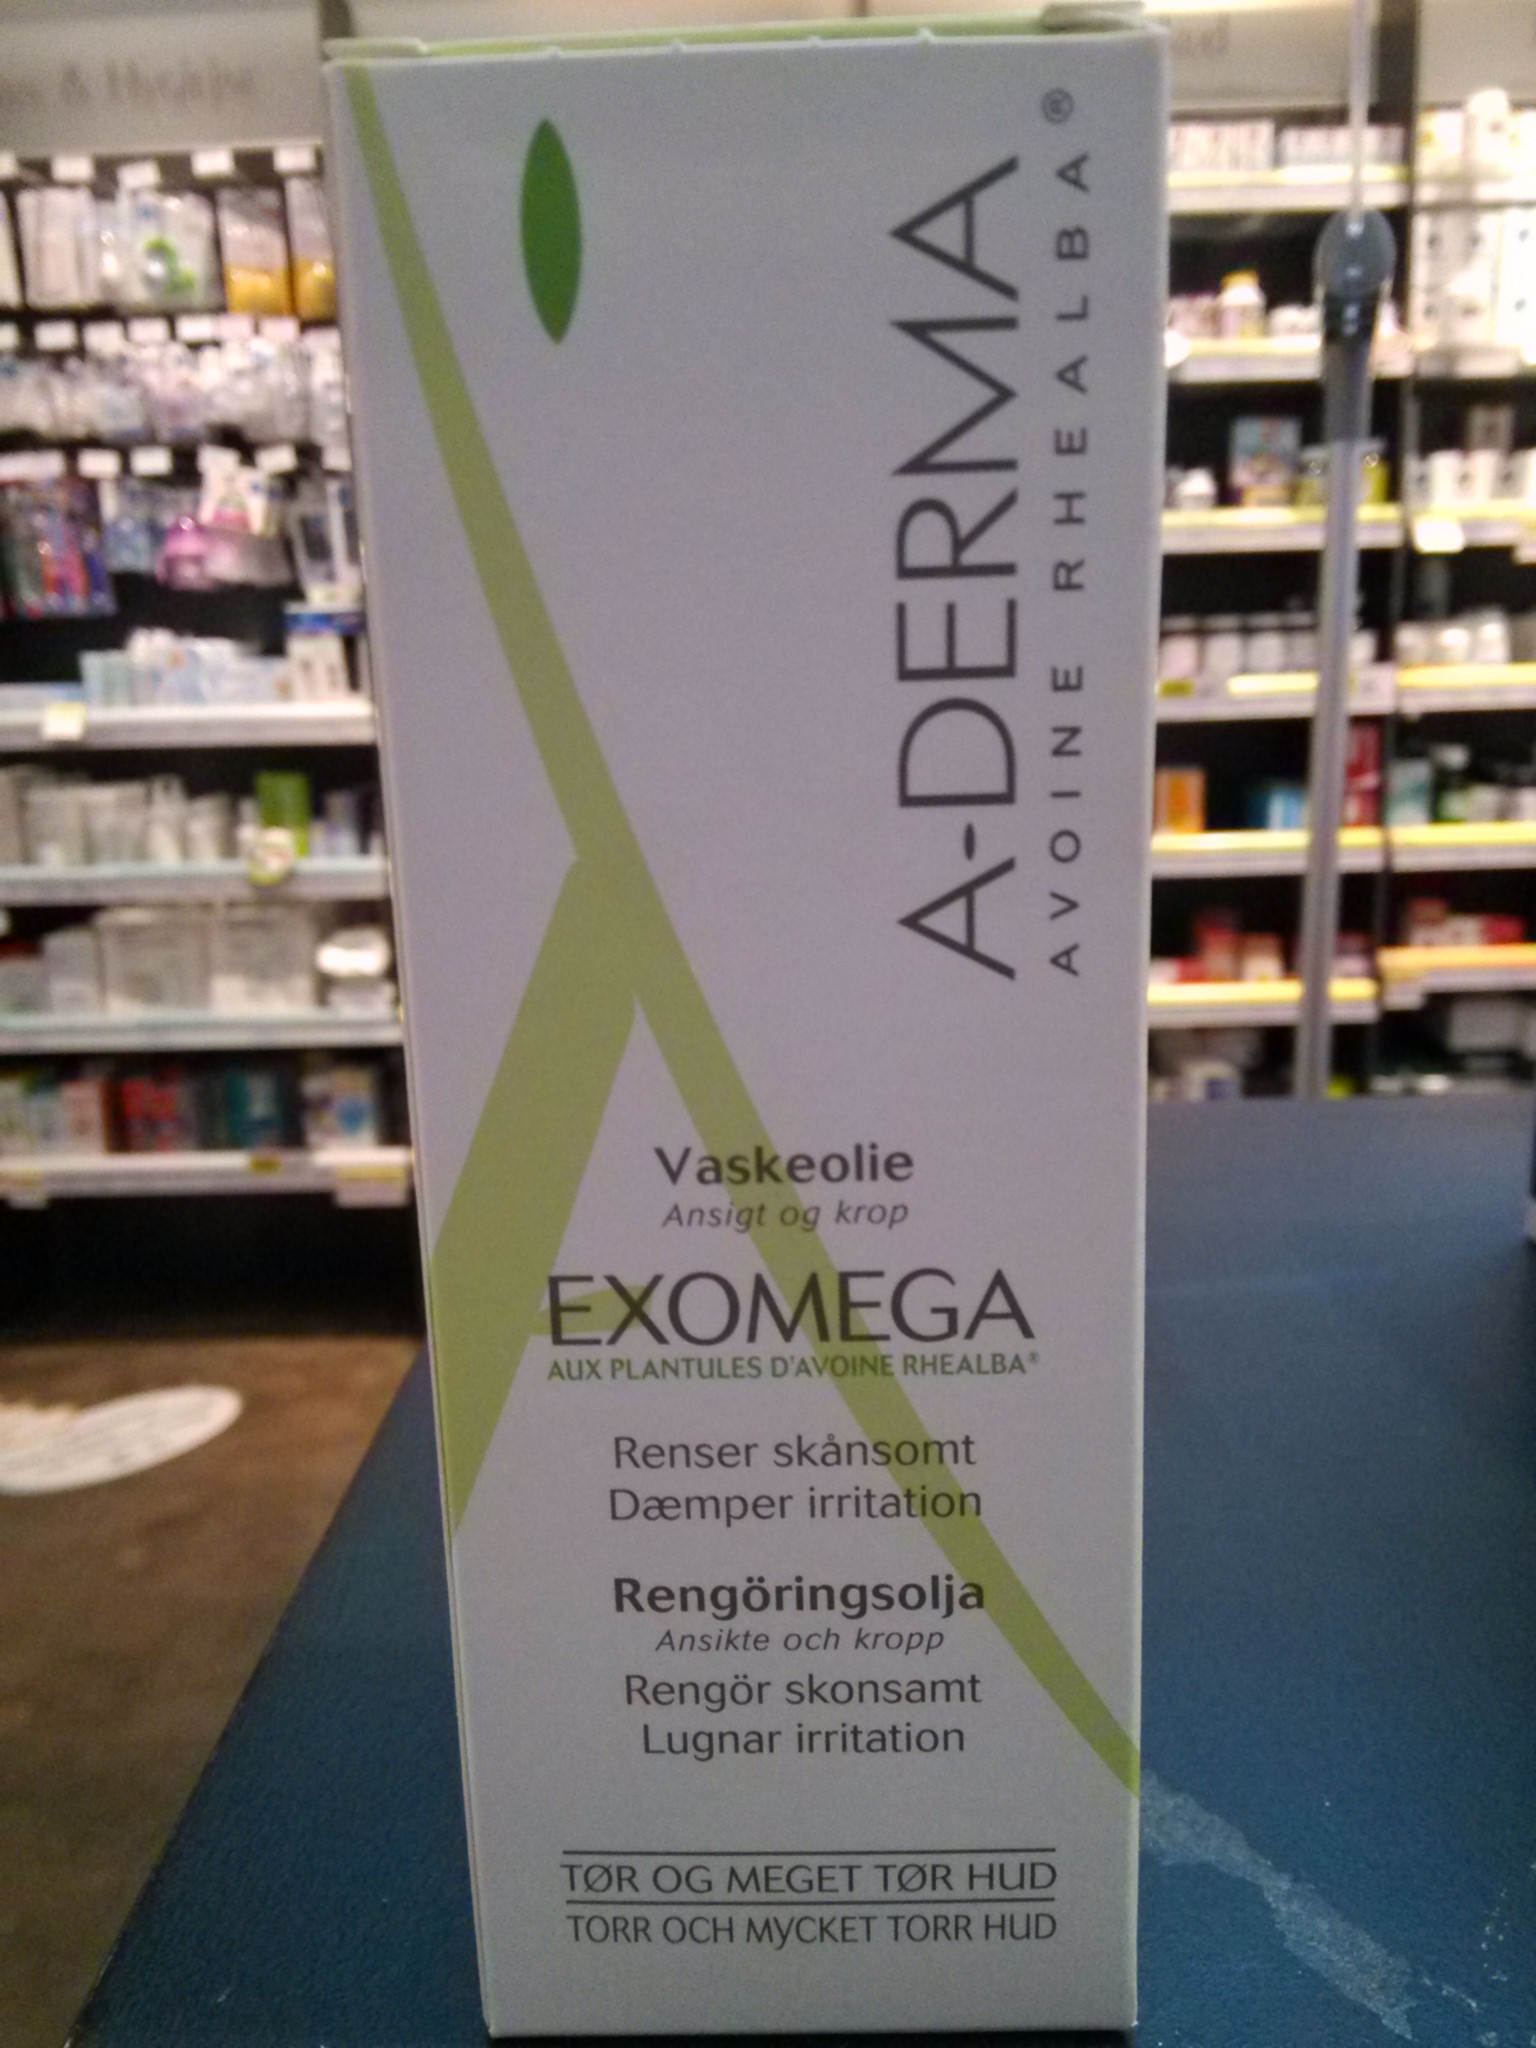 & Hygiejne
A-DERMA
AVOINE RHEALBA®
Vaskeolie
Ansigt og krop
EXOMEGA
AUX PLANTULES D'AVOINE RHEALBA®
Renser skånsomt
Dæmper irritation
Rengöringsolja
Ansikte och kropp
Rengör skonsamt
Lugnar irritation
TØR OG MEGET TØR HUD
TORR OCH MYCKET TORR HUD